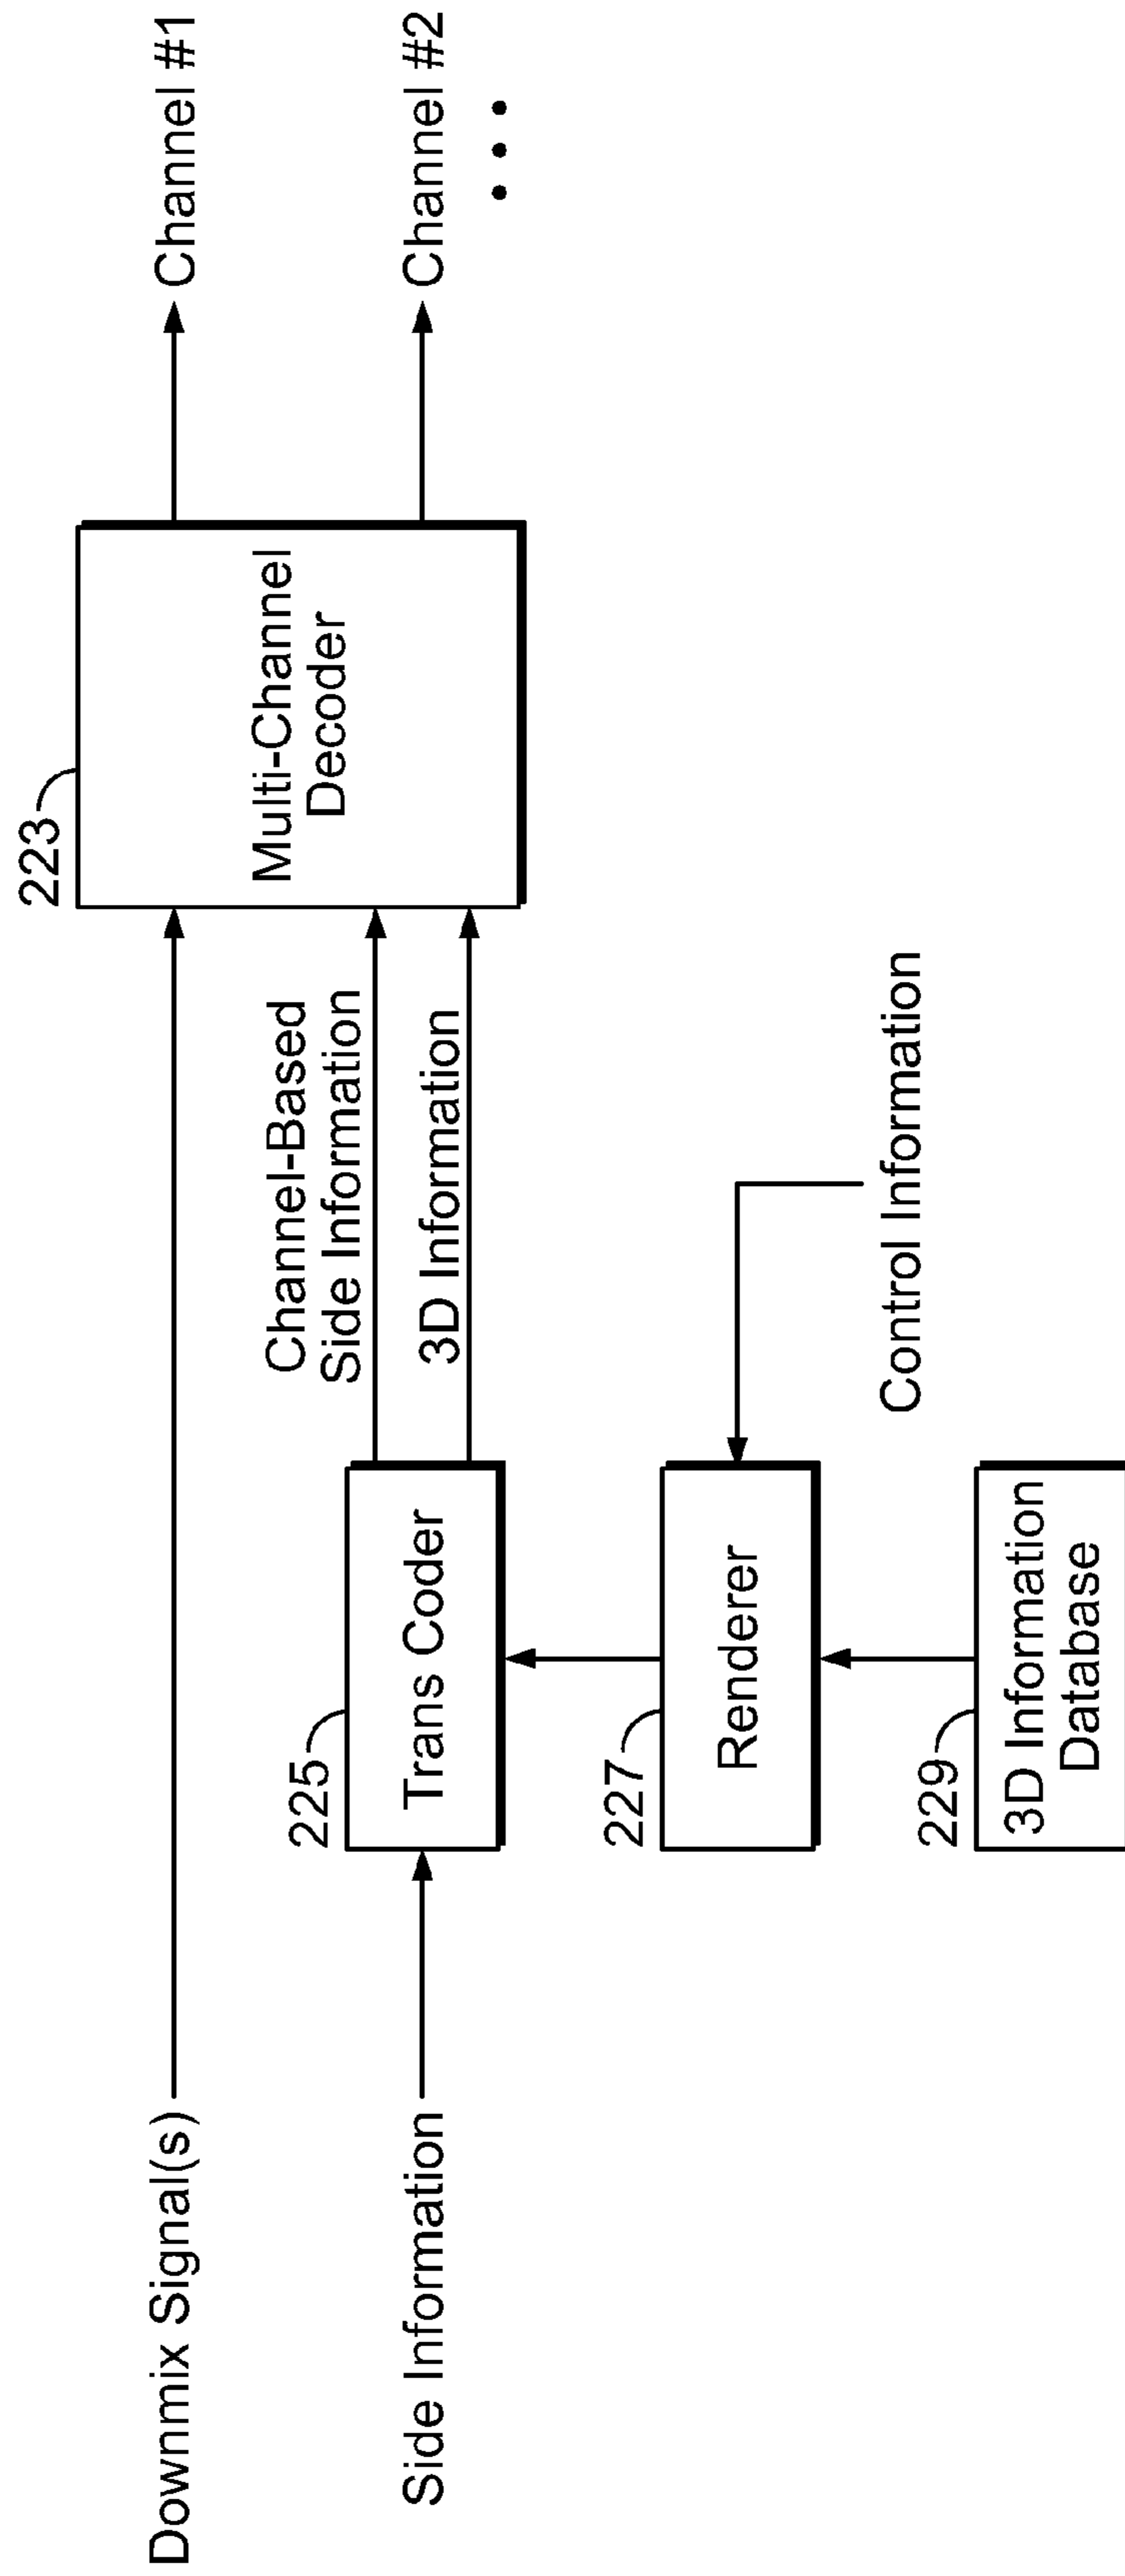 223
Downmix Signal(s)
Multi-Channel
Decoder
Channel #1
Channel-Based
Side Information
225
Side Information
Trans Coder
3D Information
Channel #2
227
Renderer
Control Information
229
3D Information
Database